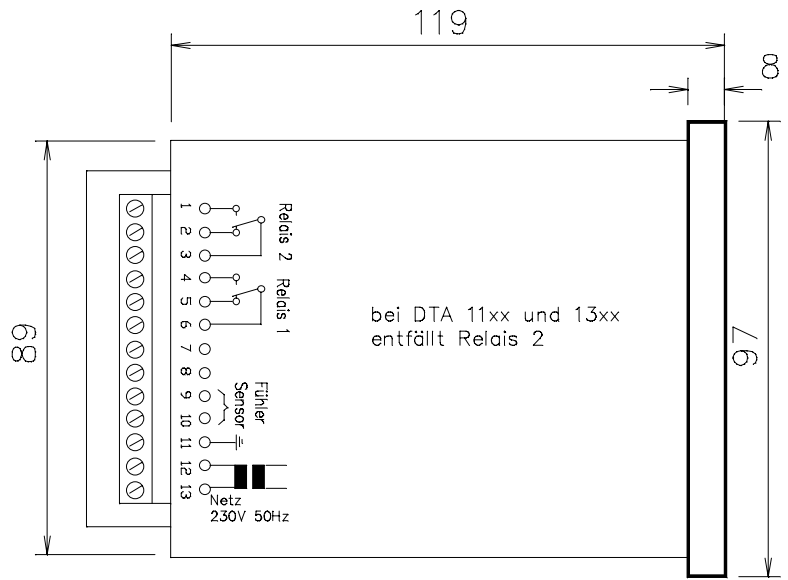 119
8
89
97
1
2
3
4
5
6
7
8
9
10
11
12
13
Relais 2
Relais 1
bei DTA 11xx und 13xx
entfällt Relais 2
Fühler
Sensor
Netz
230V 50Hz